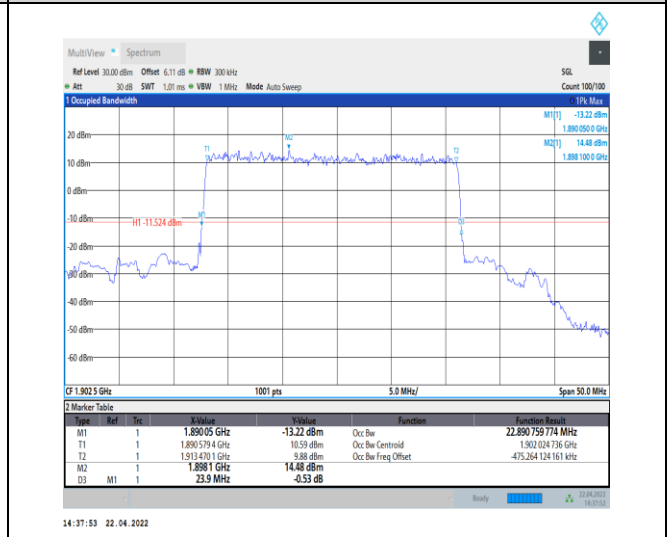 MultiView Spectrum
Ref Level 30.00 dBm Offset 6.11 dB RBW 300 kHz SGL
Att 30 dB SWT 1.01 ms VBW 1 MHz Mode Auto Sweep Count 100/100
1 Occupied Bandwidth 1Pk Max
M1[1] -13.22 dBm
1.890 050 0 GHz
M2[1] 14.48 dBm
1.898 100 0 GHz
20 dBm
M2
T1
T2
10 dBm
0 dBm
-10 dBm
M1
H1 -11.524 dBm
D3
-20 dBm
-30 dBm
-40 dBm
-50 dBm
-60 dBm
CF 1.902 5 GHz 1001 pts 5.0 MHz/ Span 50.0 MHz
2 Marker Table
Type Ref Trc X-Value Y-Value Function Function Result
M1 1 1.890 05 GHz -13.22 dBm Occ Bw 22.890 759 774 MHz
T1 1 1.890 579 4 GHz 10.59 dBm Occ Bw Centroid 1.902 024 736 GHz
T2 1 1.913 470 1 GHz 9.88 dBm Occ Bw Freq Offset -475.264 124 161 kHz
M2 1 1.898 1 GHz 14.48 dBm
D3 M1 1 23.9 MHz -0.53 dB
Ready 22.04.2022
14:37:53
14:37:53 22.04.2022